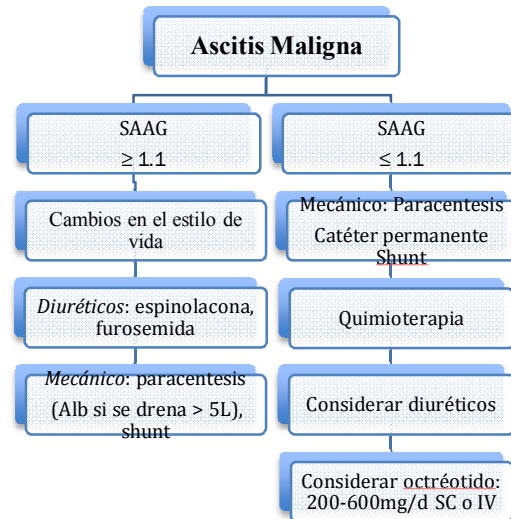 Ascitis Maligna
SAAG
≥ 1.1
Cambios en el estilo de
vida
Diuréticos: espinolacona,
furosemida
Mecánico: paracentesis
(Alb si se drena > 5L),
shunt
SAAG
≤ 1.1
Mecánico: Paracentesis
Catéter permanente
Shunt
Quimioterapia
Considerar diuréticos
Considerar octréotido:
200-600mg/d SC o IV